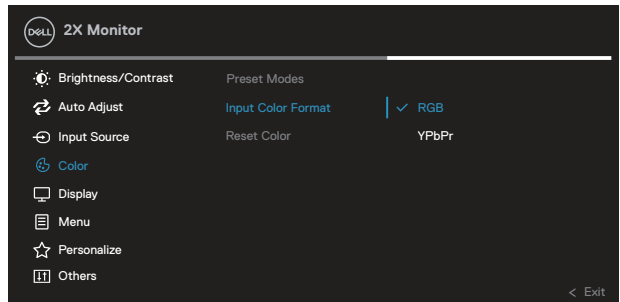 DELL 2X Monitor
Brightness/Contrast Preset Modes
Auto Adjust Input Color Format RGB
Input Source Reset Color YPbPr
Color
Display
Menu
Personalize
Others
< Exit